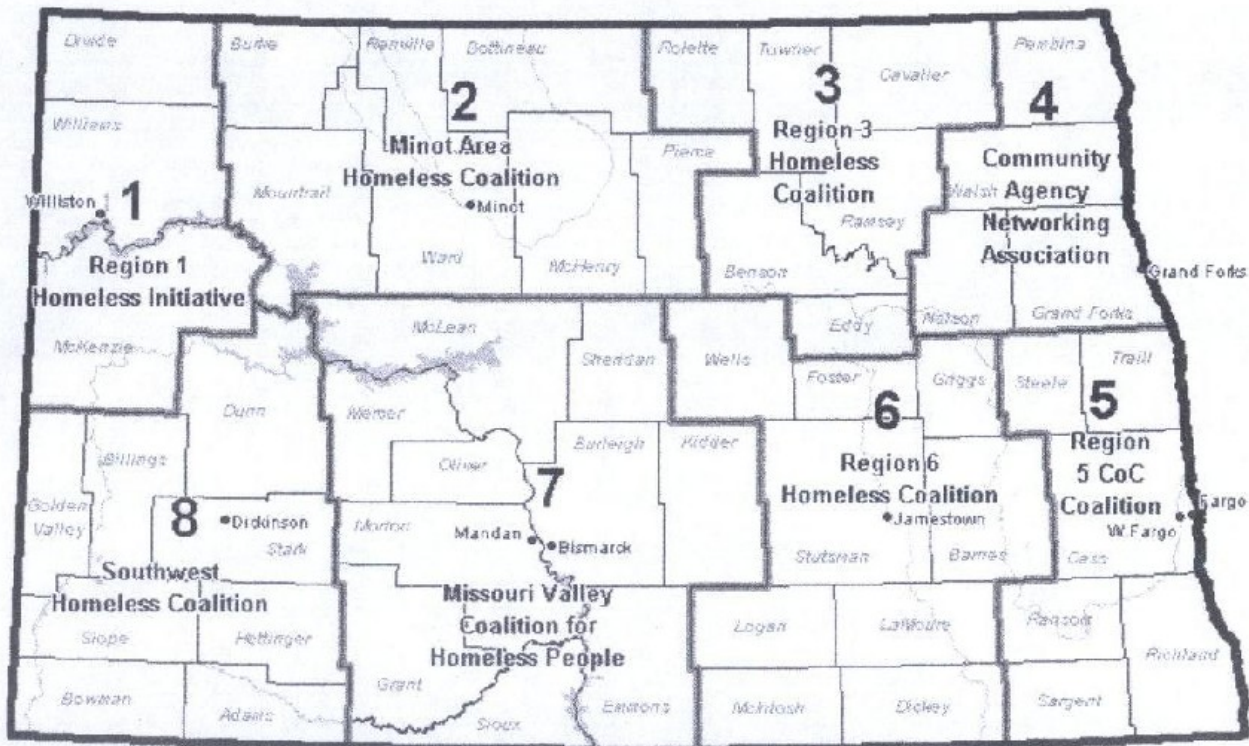 Divide
Burke
Renville
Bottineau
Rolette
Towner
Cavalier
Pembina
2
3
4
Williams
Minot Area
Homeless Coalition
Pierce
Region 3
Homeless
Coalition
Community
Agency
Networking
Association
Walsh
Mountrail
Minot
Williston
1
Ramsey
Ward
McHenry
Benson
Grand Forks
Region 1
Homeless Initiative
Nelson
Grand Forks
McKenzie
McLean
Sheridan
Wells
Eddy
Foster
Griggs
Steele
Traill
Dunn
Mercer
6
5
Billings
Oliver
Burleigh
Kidder
Region 6
Homeless Coalition
Region
5 CoC
Coalition
Golden
Valley
8
Dickinson
Stark
7
Morton
Mandan
Bismarck
Jamestown
Fargo
W.Fargo
Stutsman
Barnes
Cass
Southwest
Homeless Coalition
Missouri Valley
Coalition for
Homeless People
Slope
Hettinger
Logan
LaMoure
Ransom
Richland
Grant
Bowman
Adams
Sioux
Emmons
McIntosh
Dickey
Sargent